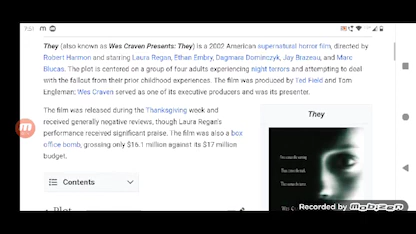 3:51
They (also known as Wes Craven Presents: They) is a 2002 American supernatural horror film, directed by
Robert Harmon and starring Laura Regan, Ethan Embry, Dagmara Dominczyk, Jay Brazeau, and Marc
Blucas. The plot is centered on a group of four adults experiencing night terrors and attempting to deal
with the fallout from their prior childhood experiences. The film was produced by Ted Field and Tom
Engleman; Wes Craven served as one of its executive producers and was its presenter.
The film was released during the Thanksgiving week and
received generally negative reviews, though Laura Regan's
performance received significant praise. The film was also a box
office bomb, grossing only $16.1 million against its $17 million
budget.
They
Contents
Plot
Recorded by Mobizen